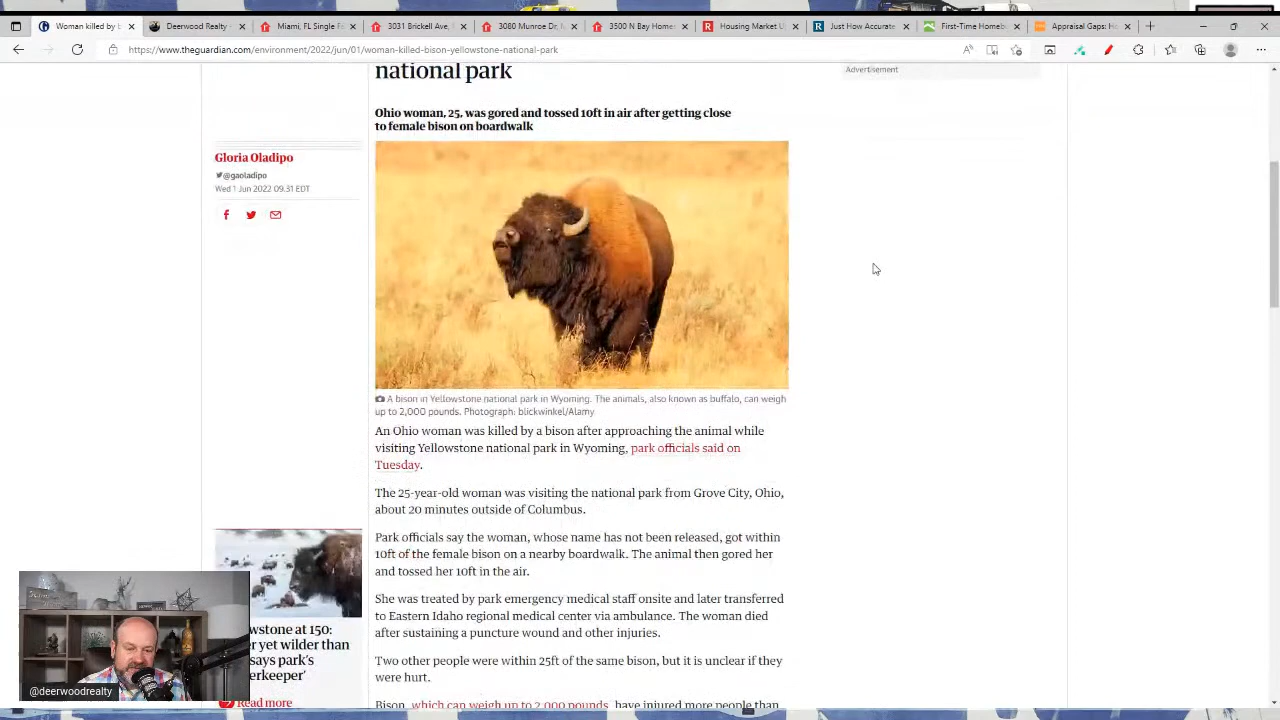 Woman killed by
Deerwood Realty
Miami, FL Single F
3031 Brickell Ave,
3080 Munroe Dr, M
3500 N Bay Home
Housing Market U
Just How Accurate
First-Time Homeb
Appraisal Gaps: H
https://www.theguardian.com/environment/2022/jun/01/woman-killed-bison-yellowstone-national-park
national park
Advertisement
Ohio woman, 25, was gored and tossed 10ft in air after getting close
to female bison on boardwalk
Gloria Oladipo
@gaoladipo
Wed 1 Jun 2022 09.31 EDT
A bison in Yellowstone national park in Wyoming. The animals, also known as buffalo, can weigh
up to 2,000 pounds. Photograph: blickwinkel/Alamy
An Ohio woman was killed by a bison after approaching the animal while
visiting Yellowstone national park in Wyoming, park officials said on
Tuesday.
The 25-year-old woman was visiting the national park from Grove City, Ohio,
about 20 minutes outside of Columbus.
Park officials say the woman, whose name has not been released, got within
10ft of the female bison on a nearby boardwalk. The animal then gored her
and tossed her 10ft in the air.
She was treated by park emergency medical staff onsite and later transferred
to Eastern Idaho regional medical center via ambulance. The woman died
after sustaining a puncture wound and other injuries.
Two other people were within 25ft of the same bison, but it is unclear if they
were hurt.
Bison, which can weigh up to 2,000 pounds, have injured more people than
wstone at 150:
r yet wilder than
says park's
erkeeper'
Read more
@deerwoodrealty